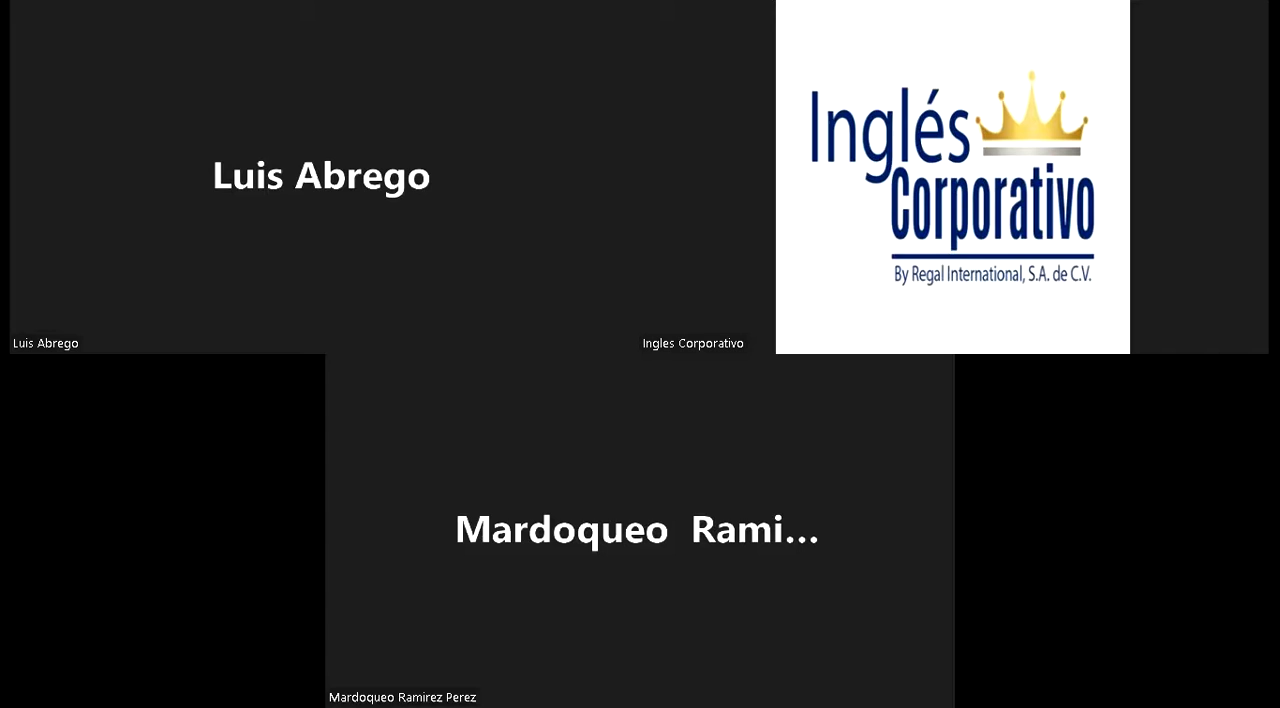 Luis Abrego
Inglés
Corporativo
By Regal International, S.A. de C.V.
Luis Abrego
Ingles Corporativo
Mardoqueo Rami...
Mardoqueo Ramirez Perez